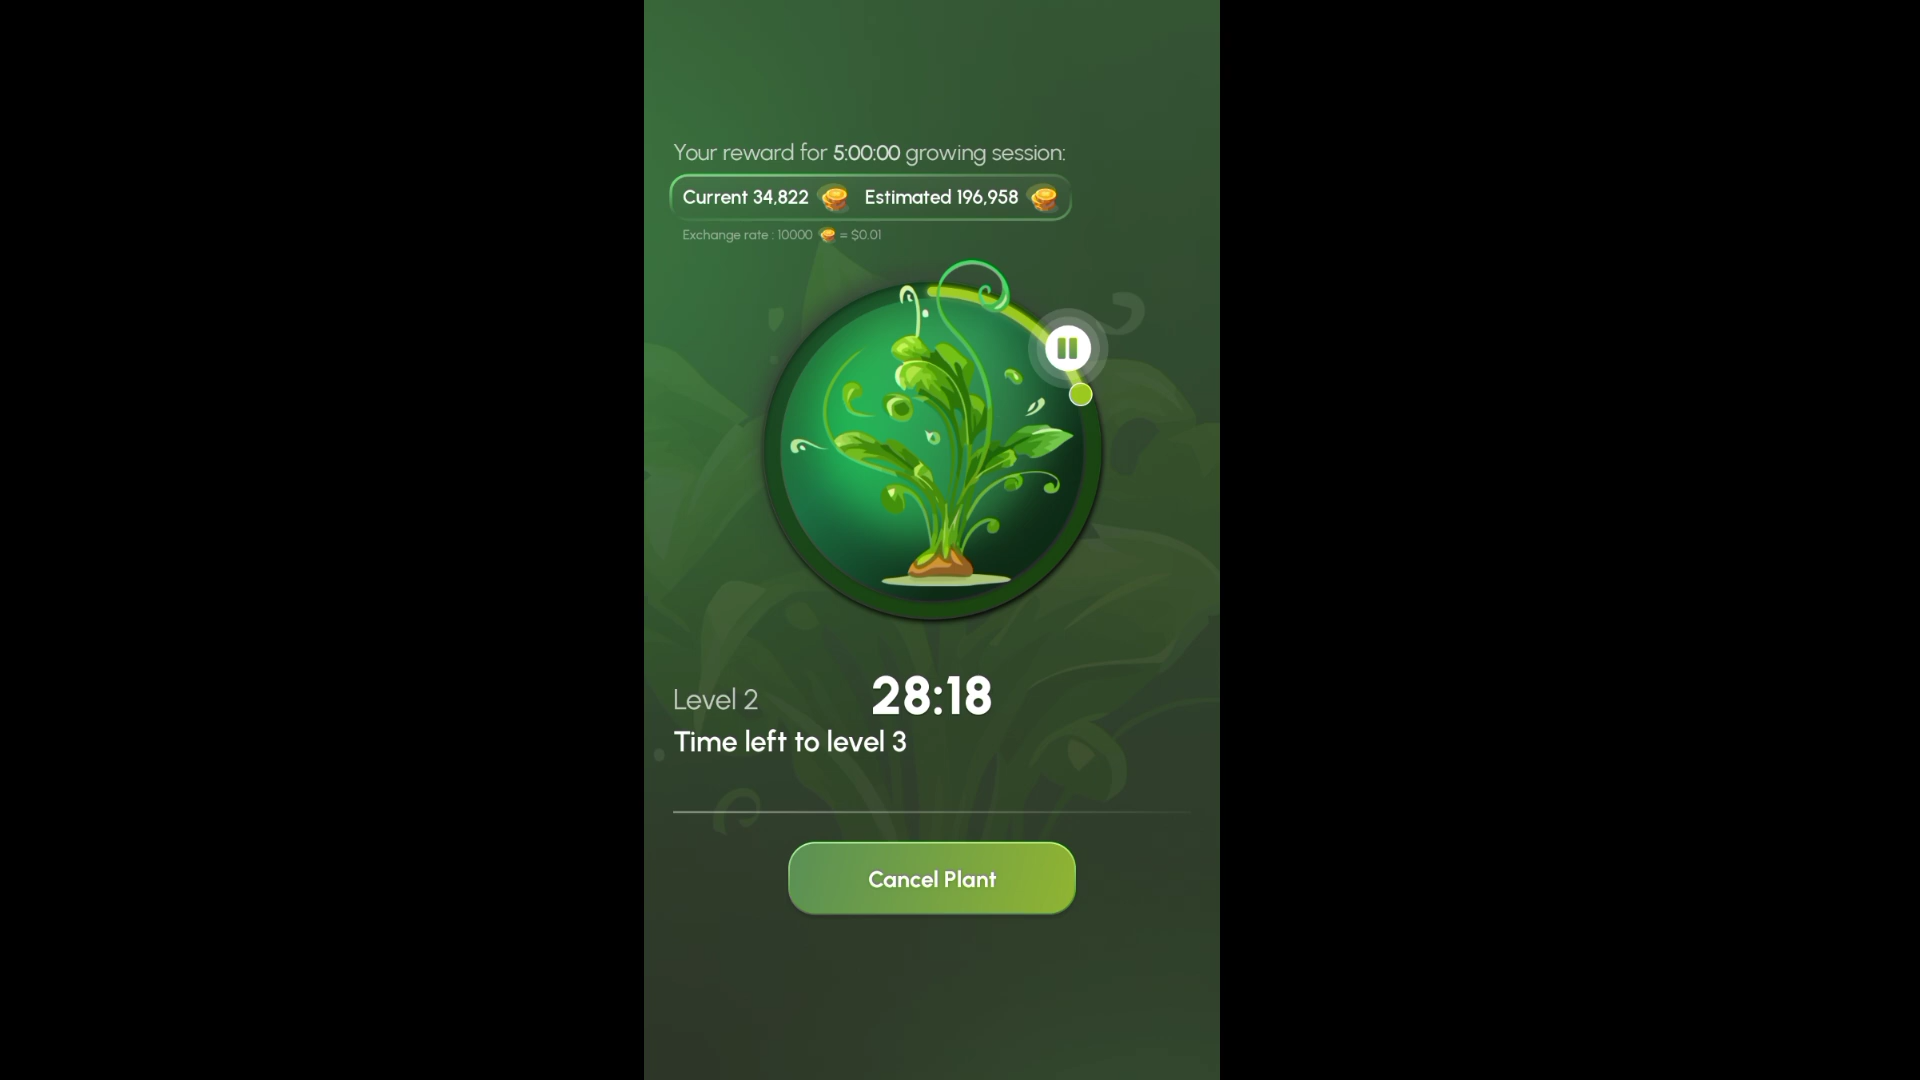 Your reward for 5:00:00 growing session:
Current 34,822 Estimated 196,958
Exchange rate : 10000 = $0.01
Level 2 28:18
Time left to level 3
Cancel Plant